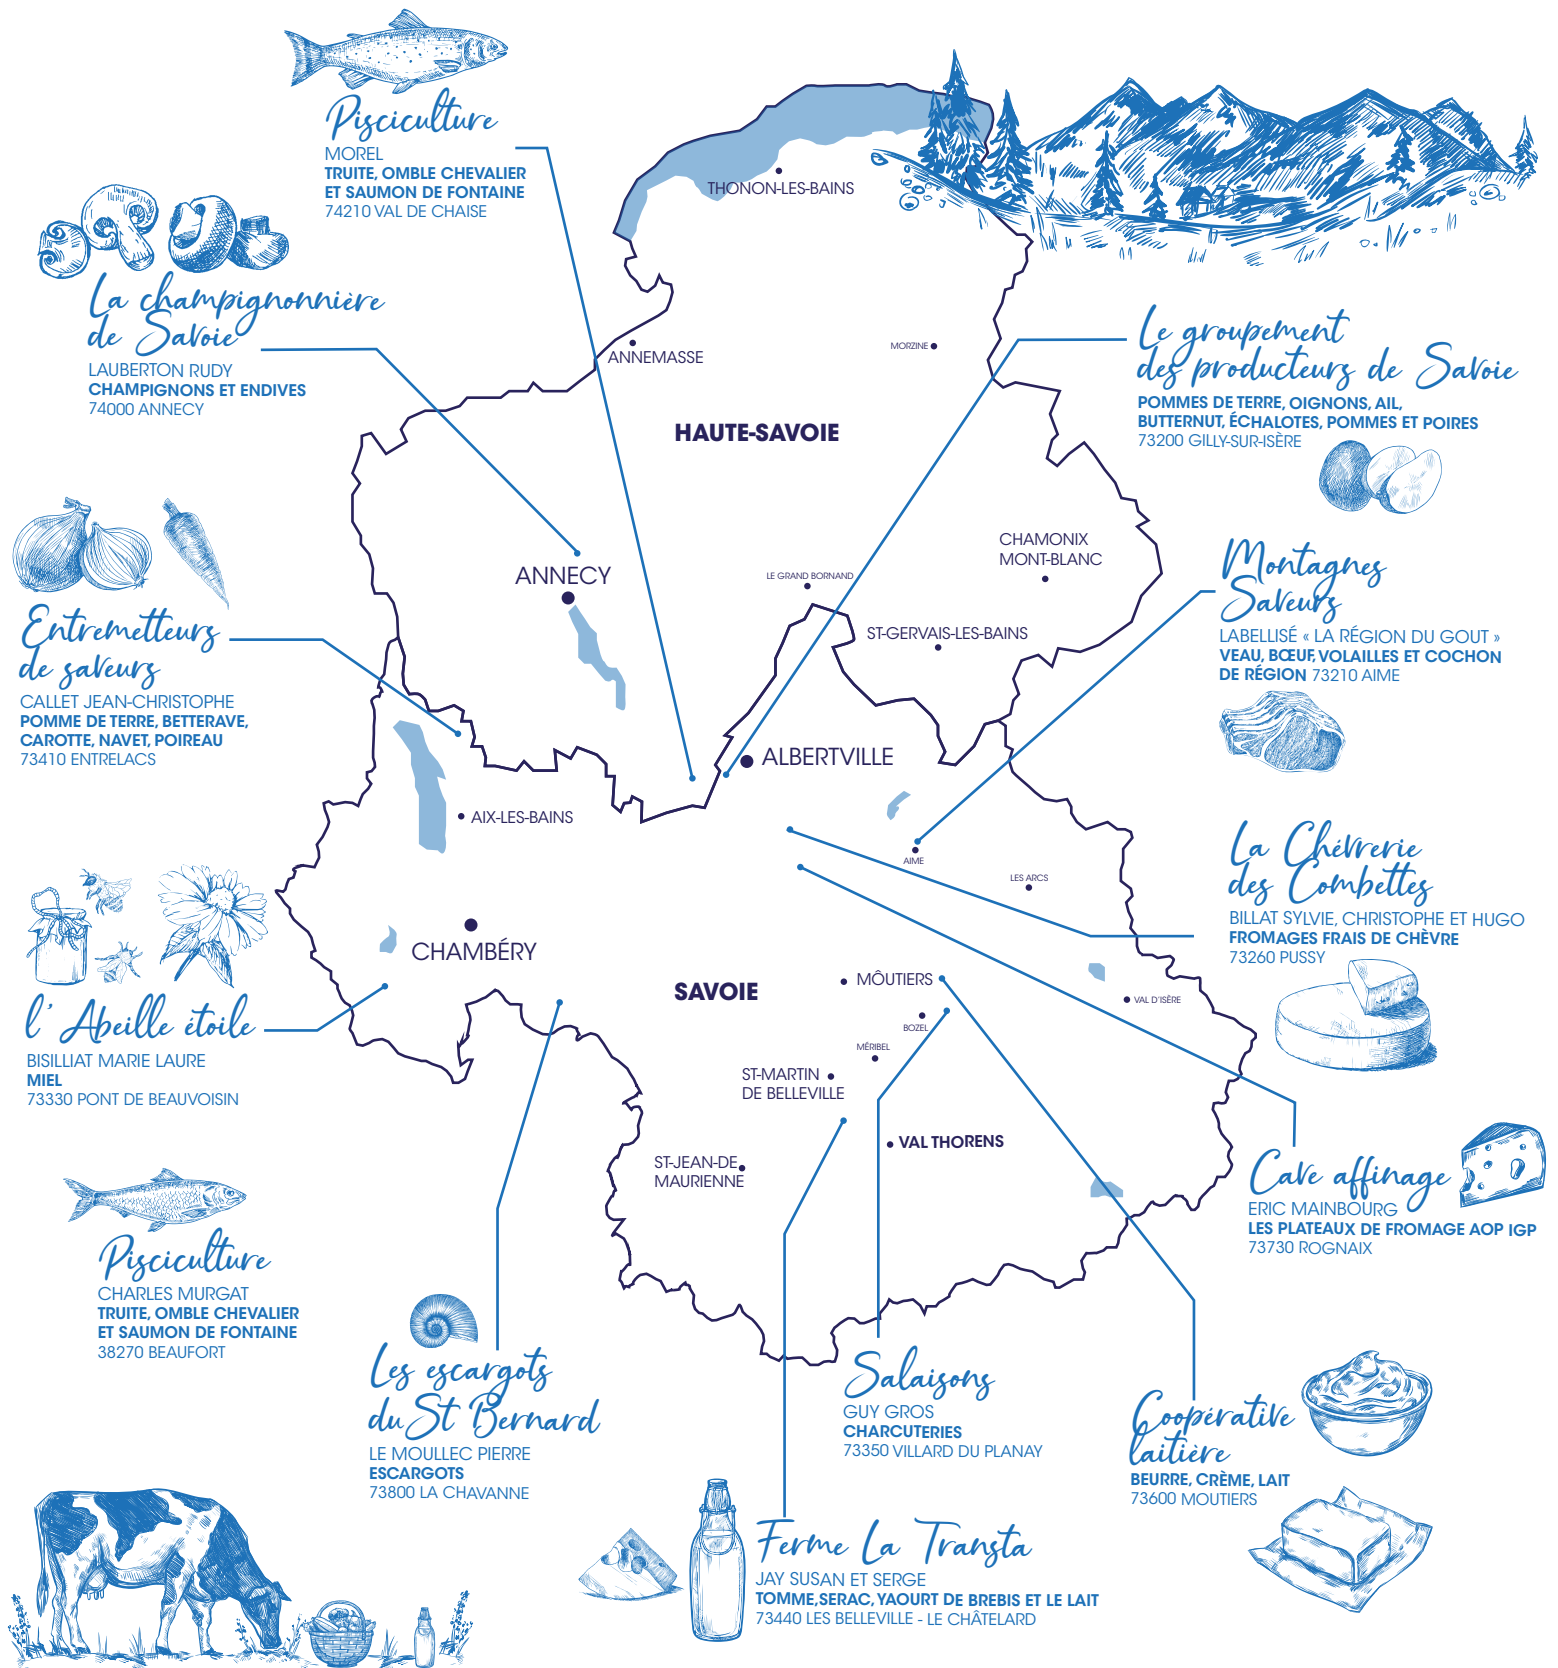 Pisciculture
MOREL
TRUITE, OMBLE CHEVALIER
ET SAUMON DE FONTAINE
74210 VAL DE CHAISE
La champignonnière
de Savoie
LAUBERTON RUDY
CHAMPIGNONS ET ENDIVES
74000 ANNECY
Entremetteurs
de saveurs
CALLET JEAN-CHRISTOPHE
POMME DE TERRE, BETTERAVE,
CAROTTE, NAVET, POIREAU
73410 ENTRELACS
l'Abeille étoile
BISILLIAT MARIE LAURE
MIEL
73330 PONT DE BEAUVOISIN
Pisciculture
CHARLES MURGAT
TRUITE, OMBLE CHEVALIER
ET SAUMON DE FONTAINE
38270 BEAUFORT
Les escargots
du St Bernard
LE MOULLEC PIERRE
ESCARGOTS
73800 LA CHAVANNE
Ferme La Transta
JAY SUSAN ET SERGE
TOMME, SERAC, YAOURT DE BREBIS ET LE LAIT
73440 LES BELLEVILLE - LE CHÂTELARD
Salaisons
GUY GROS
CHARCUTERIES
73350 VILLARD DU PLANAY
Coopérative
laitière
BEURRE, CRÈME, LAIT
73600 MOUTIERS
Cave affinage
ERIC MAINBOURG
LES PLATEAUX DE FROMAGE AOP IGP
73730 ROGNAIX
La Chévrerie
des Combettes
BILLAT SYLVIE, CHRISTOPHE ET HUGO
FROMAGES FRAIS DE CHÈVRE
73260 PUSSY
Montagnes
Saveurs
LABELLISÉ « LA RÉGION DU GOUT »
VEAU, BŒUF, VOLAILLES ET COCHON
DE RÉGION 73210 AIME
Le groupement
des producteurs de Savoie
POMMES DE TERRE, OIGNONS, AIL,
BUTTERNUT, ÉCHALOTES, POMMES ET POIRES
73200 GILLY-SUR-ISÈRE
THONON-LES-BAINS
ANNEMASSE
MORZINE
HAUTE-SAVOIE
CHAMONIX
MONT-BLANC
ANNECY
LE GRAND BORNAND
ST-GERVAIS-LES-BAINS
ALBERTVILLE
AIX-LES-BAINS
AIME
LES ARCS
CHAMBÉRY
SAVOIE
MÔUTIERS
VAL D'ISÈRE
BOZEL
MÉRIBEL
ST-MARTIN
DE BELLEVILLE
VAL THORENS
ST-JEAN-DE
MAURIENNE